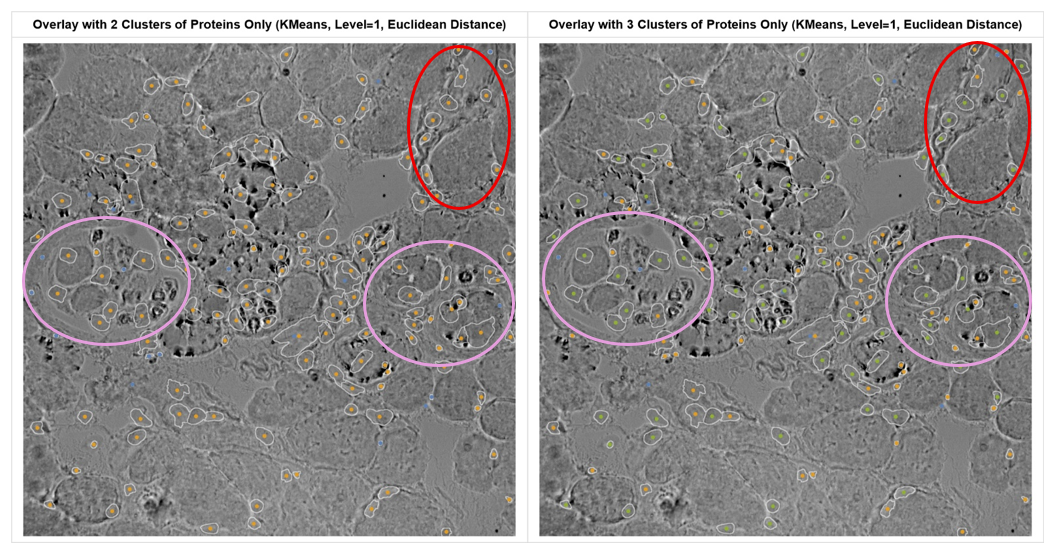 Overlay with 2 Clusters of Proteins Only (KMeans, Level=1, Euclidean Distance)
Overlay with 3 Clusters of Proteins Only (KMeans, Level=1, Euclidean Distance)